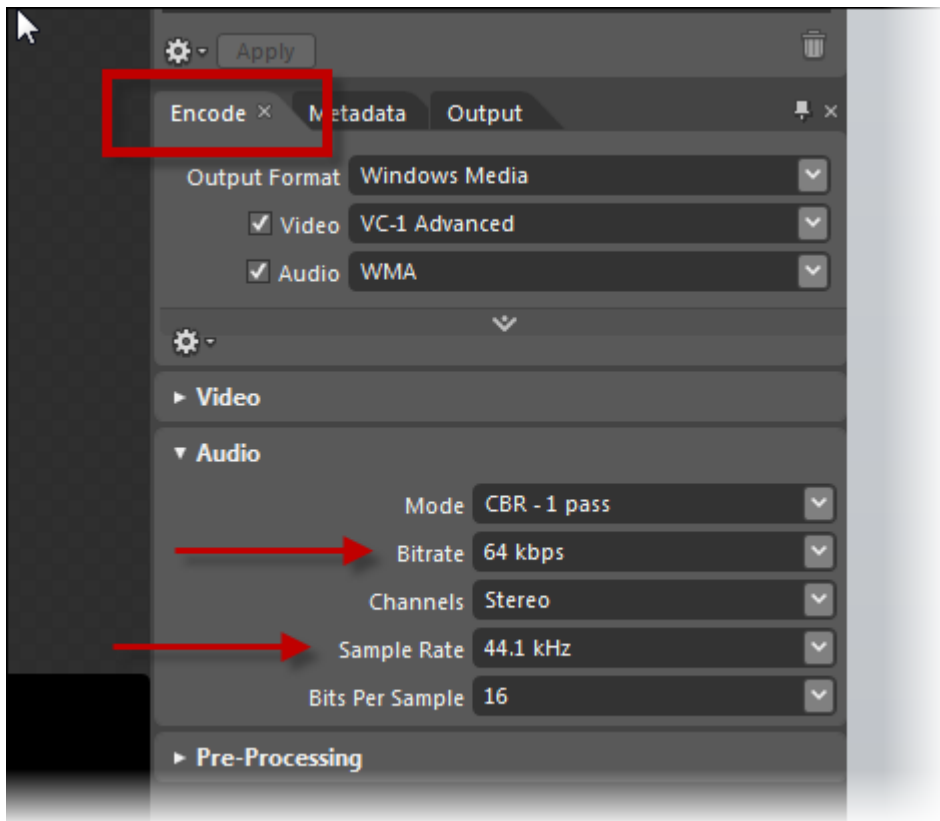 Apply
Encode × Metadata Output
Output Format Windows Media
Video VC-1 Advanced
Audio WMA
Video
Audio
Mode CBR - 1 pass
Bitrate 64 kbps
Channels Stereo
Sample Rate 44.1 kHz
Bits Per Sample 16
Pre-Processing